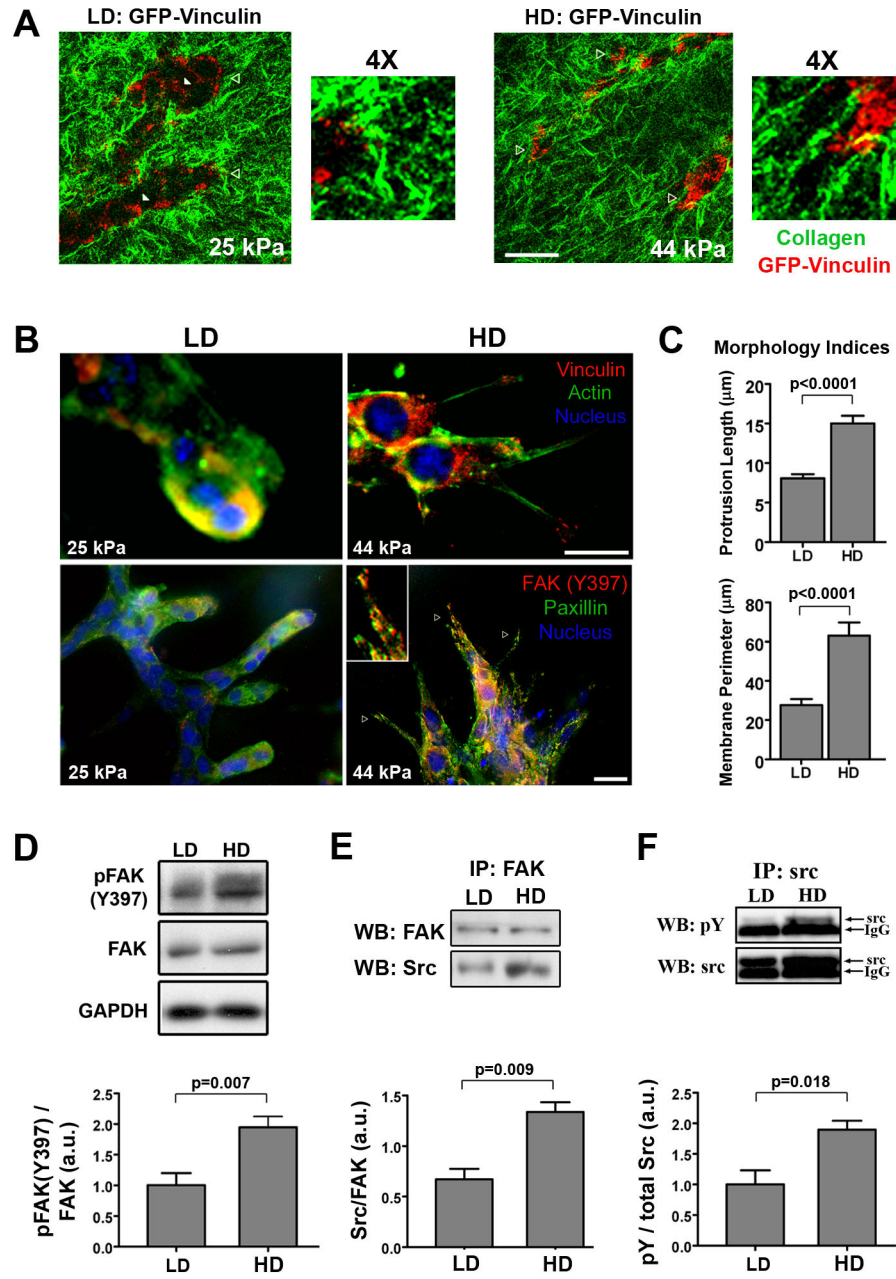 A
LD: GFP-Vinculin
HD: GFP-Vinculin
4X
4X
25 kPa
44 kPa
Collagen
GFP-Vinculin
B
LD
HD
Vinculin
Actin
Nucleus
25 kPa
44 kPa
FAK (Y397)
Paxillin
Nucleus
25 kPa
44 kPa
C
Morphology Indices
p<0.0001
Protrusion Length (µm)
20
15
10
5
0
LD HD
p<0.0001
Membrane Perimeter (µm)
80
60
40
20
0
LD HD
D
LD HD
pFAK
(Y397)
FAK
GAPDH
p=0.007
pFAK(Y397) /
FAK (a.u.)
2.5
2.0
1.5
1.0
0.5
0.0
LD HD
E
IP: FAK
LD HD
WB: FAK
WB: Src
p=0.009
Src/FAK (a.u.)
1.5
1.0
0.5
0.0
LD HD
F
IP: src
LD HD
WB: pY
src
IgG
WB: src
src
IgG
p=0.018
pY / total Src (a.u.)
2.5
2.0
1.5
1.0
0.5
0.0
LD HD